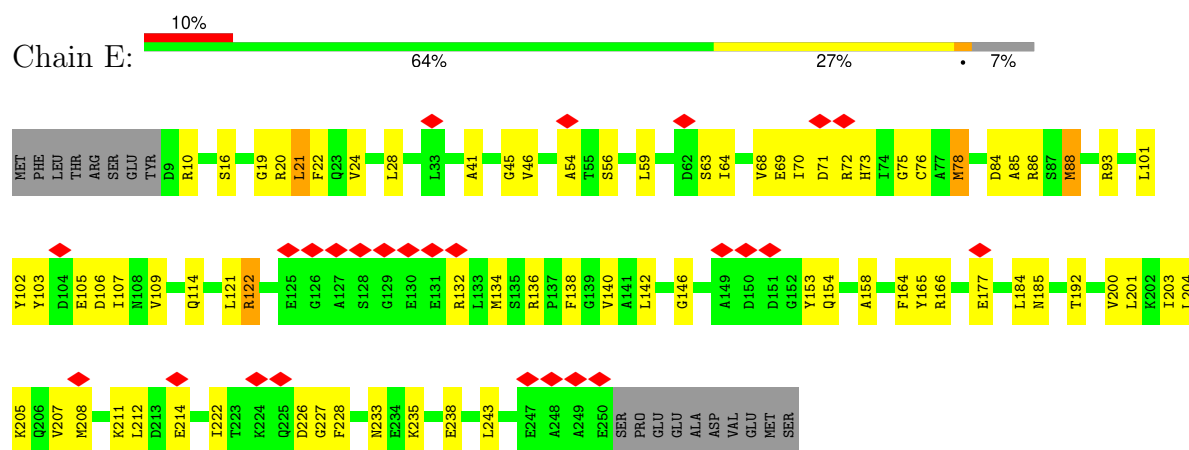 10%
Chain E:
64% 27% • 7%
MET PHE LEU THR ARG SER GLU TYR D9 R10 S16 G19 R20 L21 F22 Q23 V24 L28 L33 A41 G45 V46 A54 T55 S56 L59 D62 S63 I64 V68 E69 I70 D71 R72 H73 I74 G75 C76 A77 M78 D84 A85 R86 S87 M88 R93 L101
Y102 Y103 D104 E105 D106 I107 N108 V109 Q114 L121 R122 E125 G126 A127 S128 G129 E130 E131 R132 L133 M134 S135 R136 P137 F138 G139 V140 A141 L142 G146 A149 D150 D151 G152 Y153 Q154 A158 F164 Y165 R166 E177 L184 N185 T192 V200 L201 K202 I203 L204
K205 Q206 V207 M208 K211 L212 D213 E214 I222 T223 K224 Q225 D226 G227 F228 N233 E234 K235 E238 L243 E247 A248 A249 E250 SER PRO GLU GLU ALA ASP VAL GLU MET SER